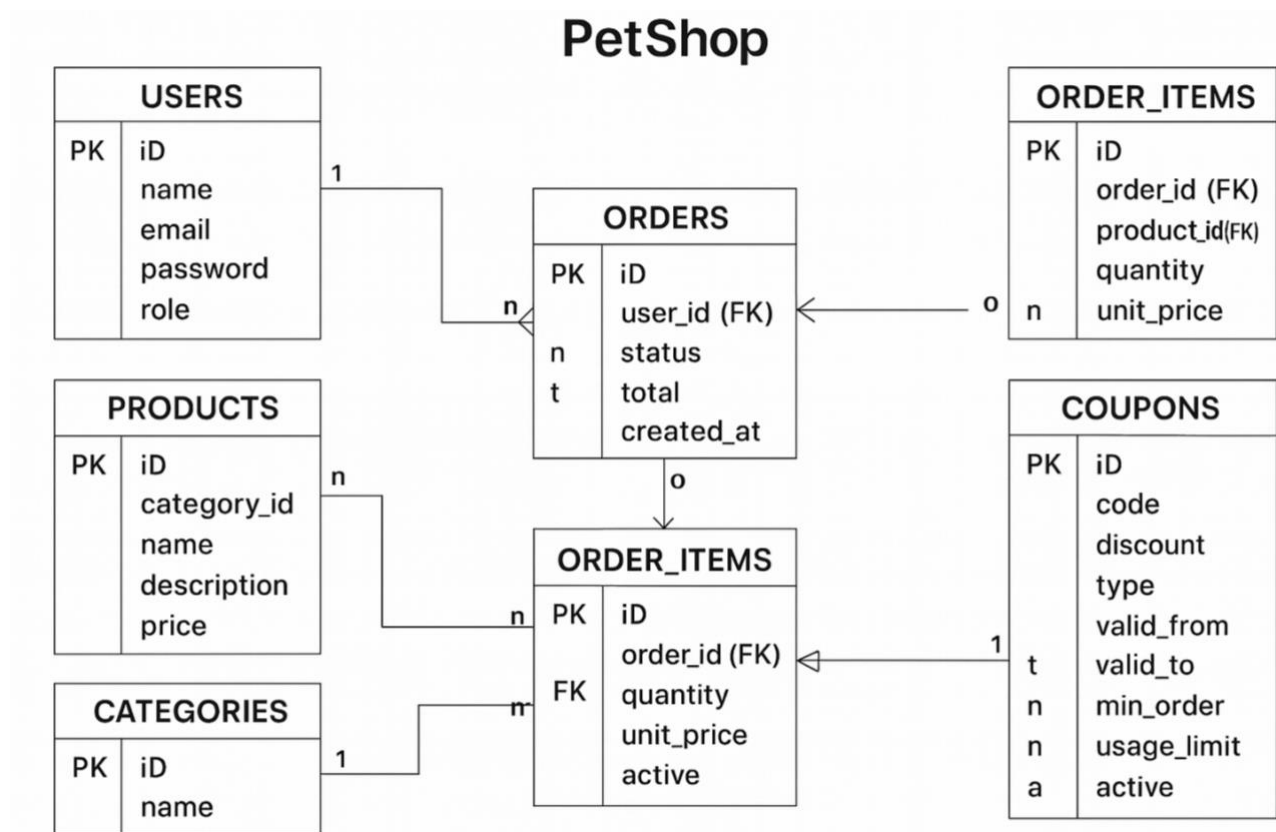 PetShop
USERS
PK iD
name
email
password
role
1
n
ORDERS
PK iD
user_id (FK)
n status
t total
created_at
o
ORDER_ITEMS
PK iD
order_id (FK)
product_id(FK)
quantity
n unit_price
o
PRODUCTS
PK iD
category_id
name
description
price
n
n
ORDER_ITEMS
PK iD
order_id (FK)
FK quantity
unit_price
active
COUPONS
PK iD
code
discount
type
valid_from
t valid_to
n min_order
n usage_limit
a active
1
CATEGORIES
PK iD
name
1